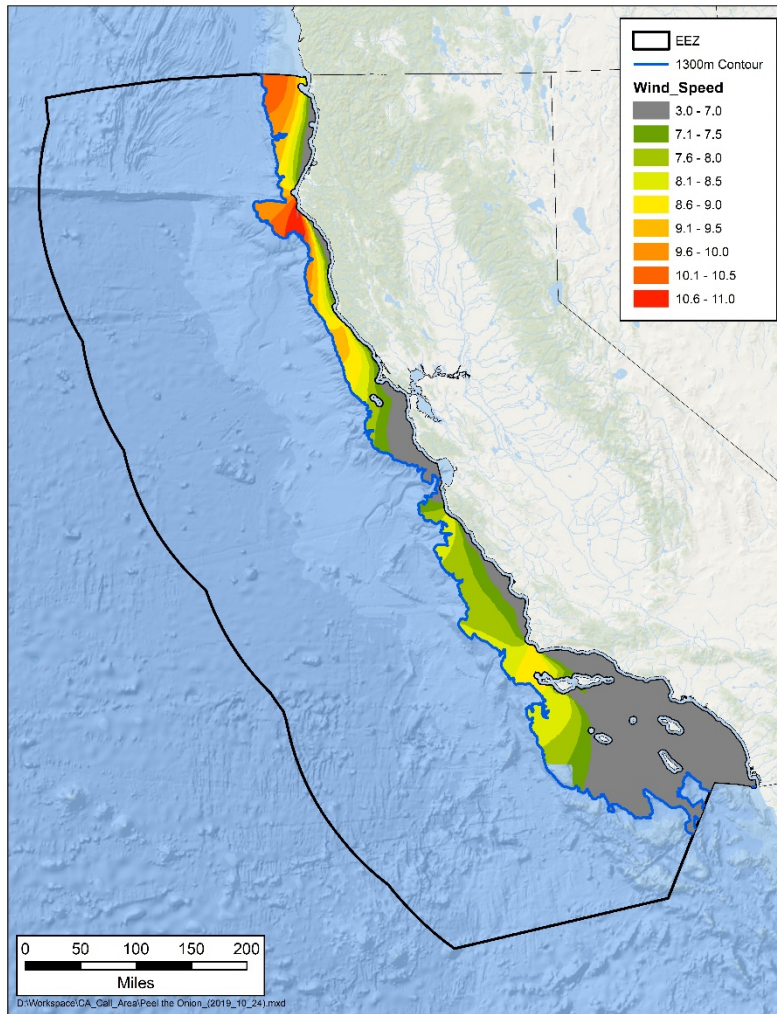 EEZ
1300m Contour
Wind_Speed
3.0 - 7.0
7.1 - 7.5
7.6 - 8.0
8.1 - 8.5
8.6 - 9.0
9.1 - 9.5
9.6 - 10.0
10.1 - 10.5
10.6 - 11.0
0 50 100 150 200
Miles
D:\Workspace\CA_Call_Area\Peel the Onion_(2019_10_24).mxd